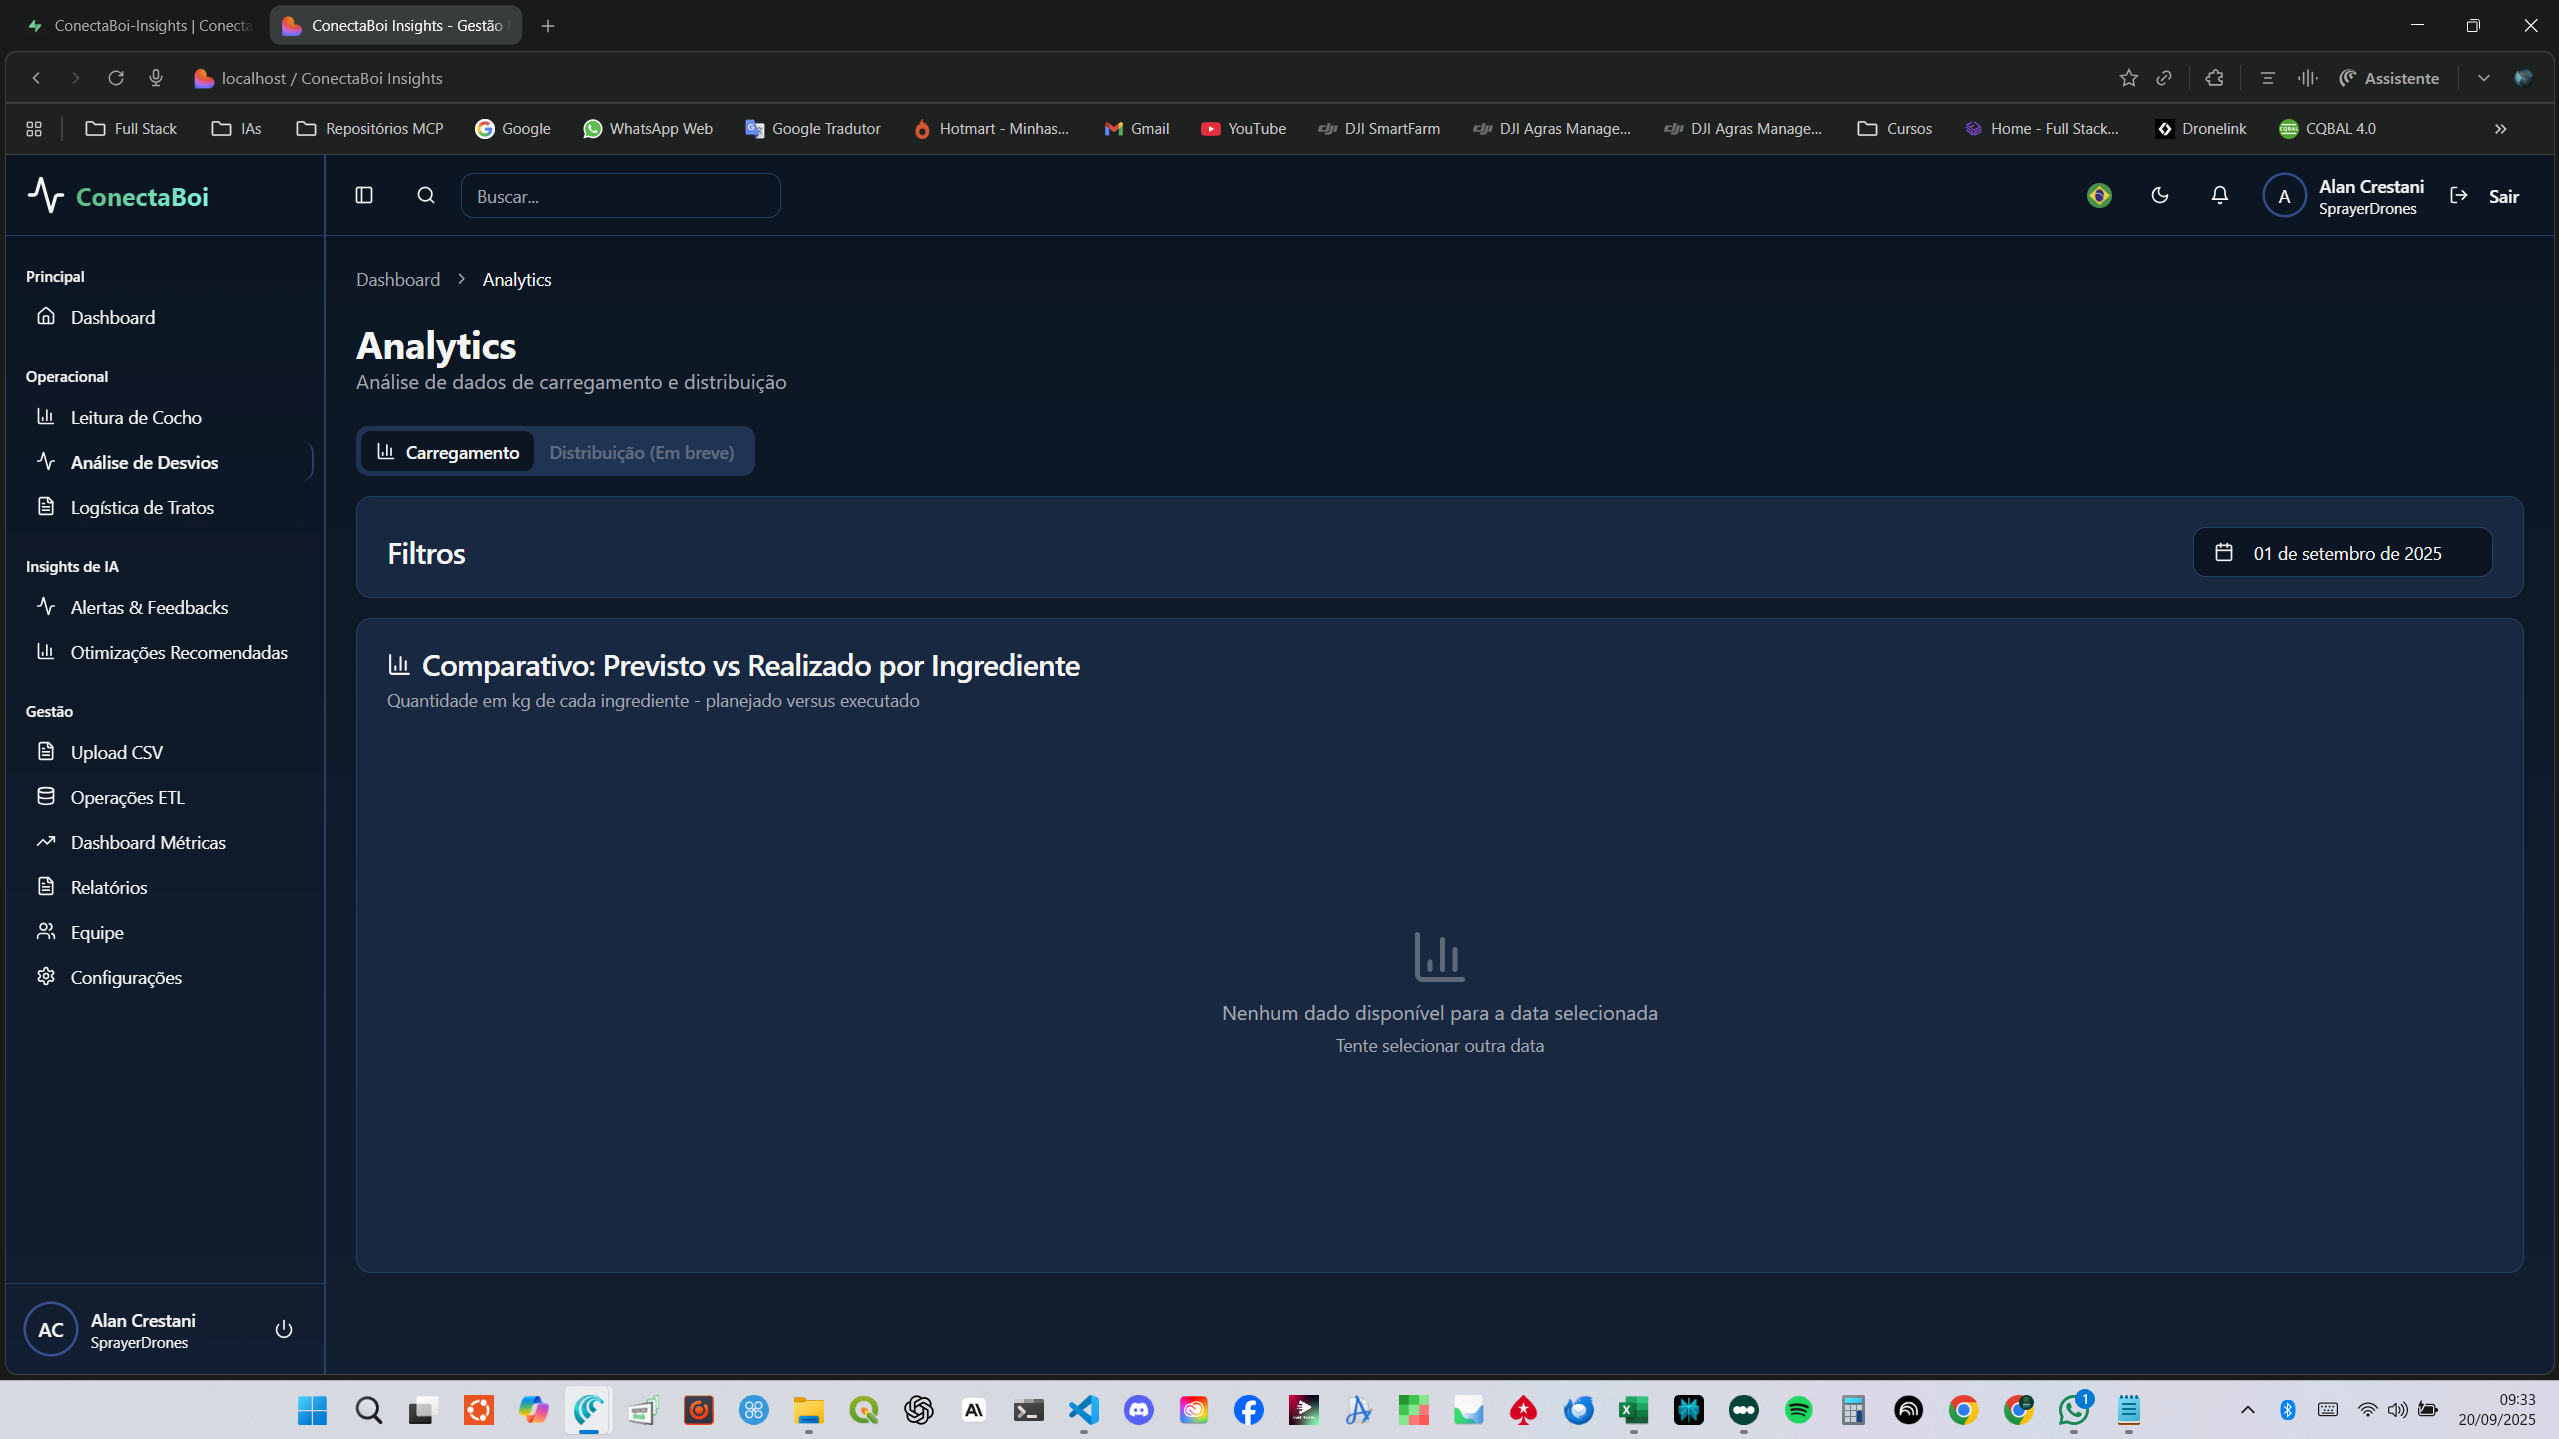 ConectaBoi-Insights | Conecta
ConectaBoi Insights - Gestão
localhost / ConectaBoi Insights
Assistente
Full Stack
IAs
Repositórios MCP
Google
WhatsApp Web
Google Tradutor
Hotmart - Minhas...
Gmail
YouTube
DJI SmartFarm
DJI Agras Manage...
DJI Agras Manage...
Cursos
Home - Full Stack...
Dronelink
CQBAL 4.0
ConectaBoi
Buscar...
A
Alan Crestani
SprayerDrones
Sair
Principal
Dashboard
Operacional
Leitura de Cocho
Análise de Desvios
Logística de Tratos
Insights de IA
Alertas & Feedbacks
Otimizações Recomendadas
Gestão
Upload CSV
Operações ETL
Dashboard Métricas
Relatórios
Equipe
Configurações
AC
Alan Crestani
SprayerDrones
Dashboard > Analytics
Analytics
Análise de dados de carregamento e distribuição
Carregamento
Distribuição (Em breve)
Filtros
01 de setembro de 2025
Comparativo: Previsto vs Realizado por Ingrediente
Quantidade em kg de cada ingrediente - planejado versus executado
Nenhum dado disponível para a data selecionada
Tente selecionar outra data
1
09:33
20/09/2025